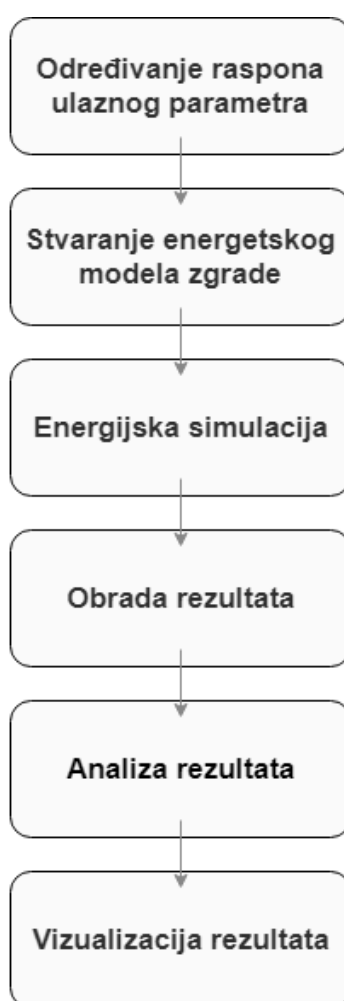 Određivanje raspona
ulaznog parametra
Stvaranje energetskog
modela zgrade
Energijska simulacija
Obrada rezultata
Analiza rezultata
Vizualizacija rezultata